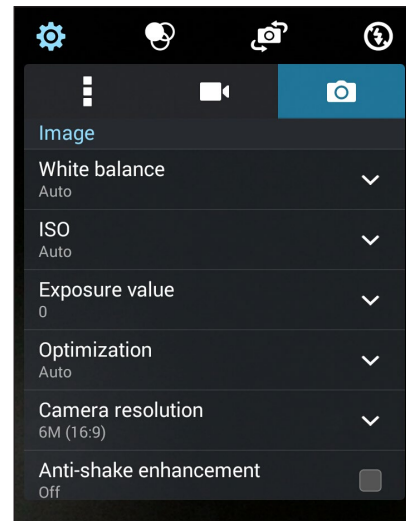 Image
White balance
Auto
ISO
Auto
Exposure value
0
Optimization
Auto
Camera resolution
6M (16:9)
Anti-shake enhancement
Off